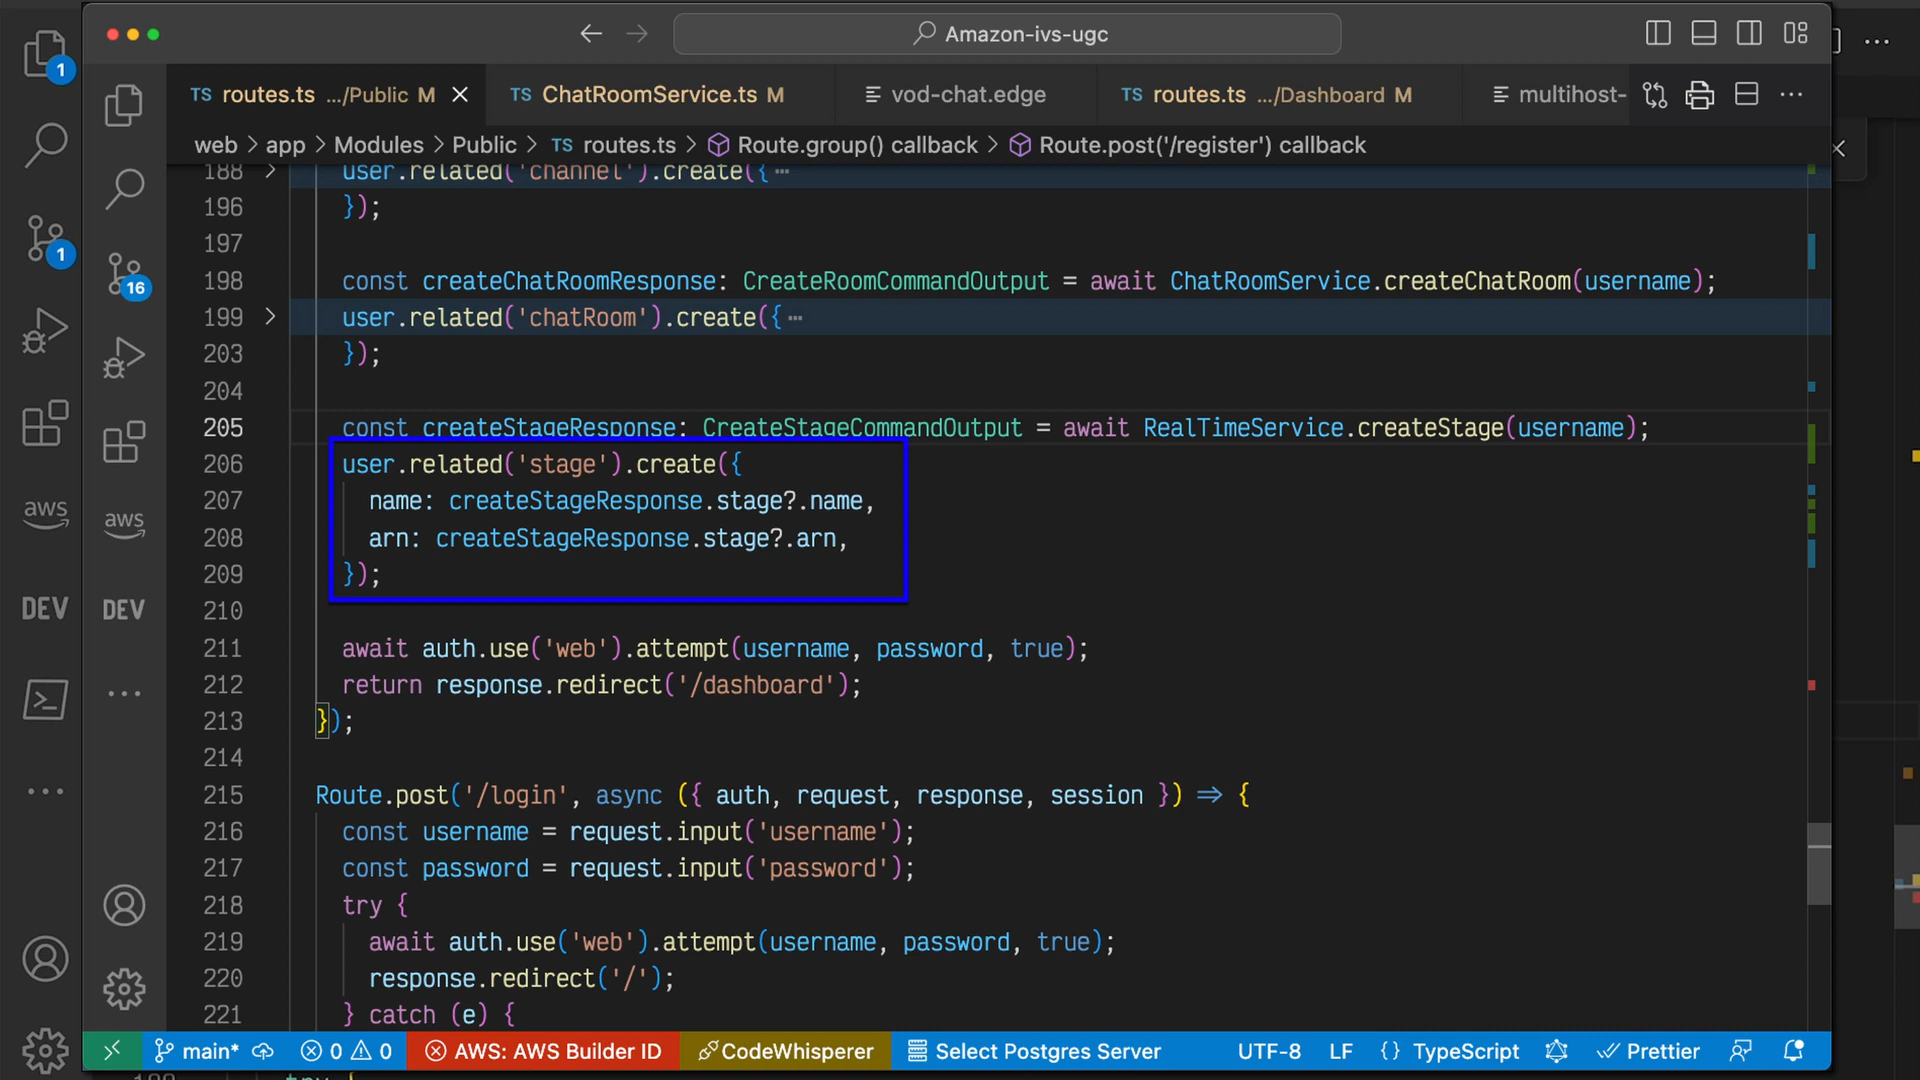 Amazon-ivs-ugc
TS routes.ts .../Public M
TS ChatRoomService.ts M
vod-chat.edge
TS routes.ts .../Dashboard M
multihost-
web > app > Modules > Public > TS routes.ts > Route.group() callback > Route.post('/register') callback
188 user.related('channel').create({ ⋯
196 });
197
198 const createChatRoomResponse: CreateRoomCommandOutput = await ChatRoomService.createChatRoom(username);
199 user.related('chatRoom').create({ ⋯
203 });
204
205 const createStageResponse: CreateStageCommandOutput = await RealTimeService.createStage(username);
206 user.related('stage').create({
207 name: createStageResponse.stage?.name,
208 arn: createStageResponse.stage?.arn,
209 });
210
211 await auth.use('web').attempt(username, password, true);
212 return response.redirect('/dashboard');
213 });
214
215 Route.post('/login', async ({ auth, request, response, session }) ⇒ {
216 const username = request.input('username');
217 const password = request.input('password');
218 try {
219 await auth.use('web').attempt(username, password, true);
220 response.redirect('/');
221 } catch (e) {
1
1
16
aws
aws
DEV
DEV
main* 0 0 AWS: AWS Builder ID CodeWhisperer Select Postgres Server UTF-8 LF {} TypeScript Prettier